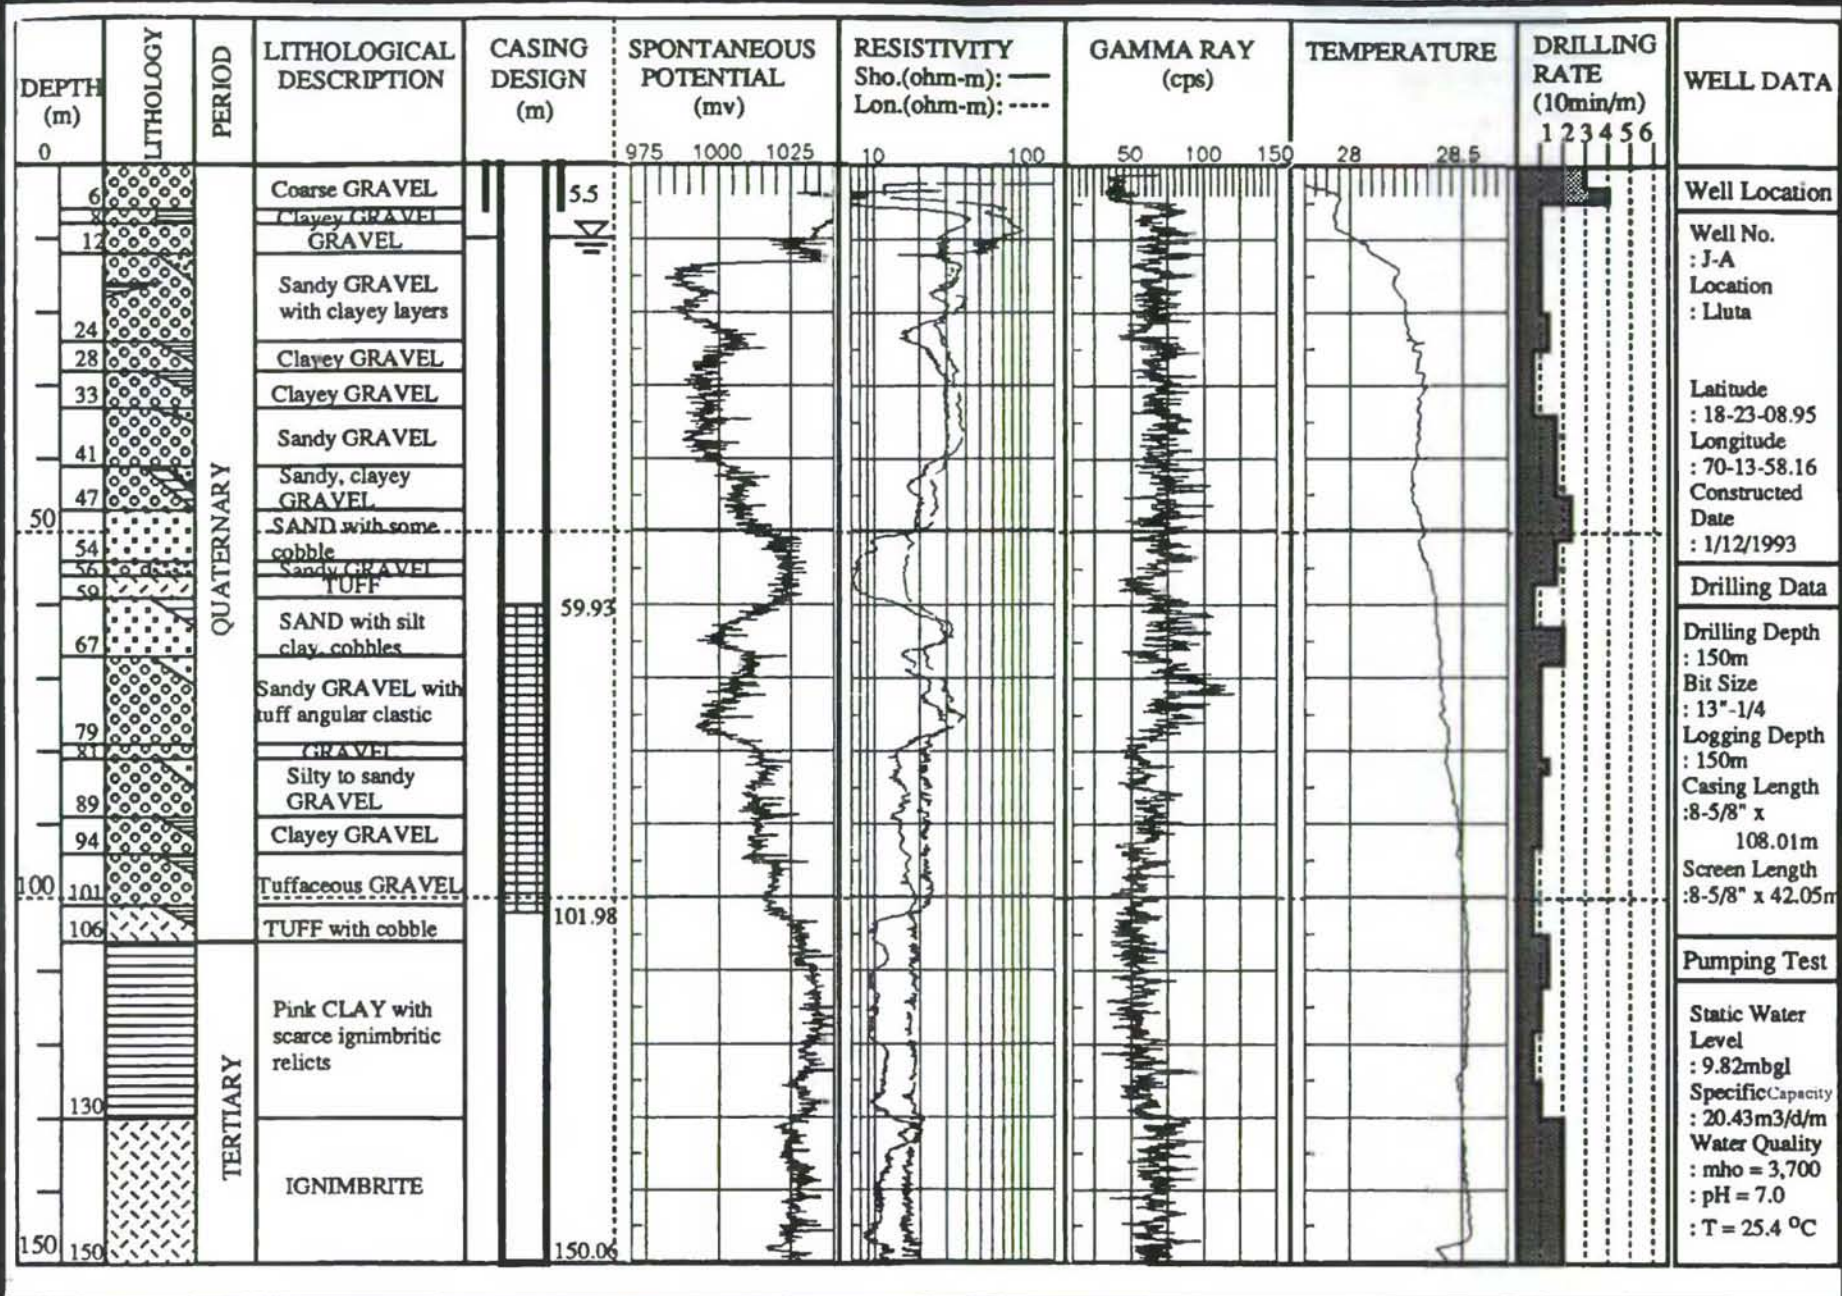 DEPTH
(m)
0
LITHOLOGY
PERIOD
LITHOLOGICAL
DESCRIPTION
CASING
DESIGN
(m)
SPONTANEOUS
POTENTIAL
(mv)
975 1000 1025
RESISTIVITY
Sho.(ohm-m):
Lon.(ohm-m):
10 100
GAMMA RAY
(cps)
50 100 150
TEMPERATURE
28 28.5
DRILLING
RATE
(10min/m)
1 2 3 4 5 6
WELL DATA
6
8
12
24
28
33
41
47
50
54
56
59
67
79
81
89
94
100
101
106
130
150
150
QUATERNARY
TERTIARY
Coarse GRAVEL
Clayey GRAVEL
GRAVEL
Sandy GRAVEL
with clayey layers
Clayey GRAVEL
Clayey GRAVEL
Sandy GRAVEL
Sandy, clayey
GRAVEL
SAND with some
cobble
Sandy GRAVEL
TUFF
SAND with silt
clay, cobbles
Sandy GRAVEL with
tuff angular clastic
GRAVEL
Silty to sandy
GRAVEL
Clayey GRAVEL
Tuffaceous GRAVEL
TUFF with cobble
Pink CLAY with
scarce ignimbritic
relicts
IGNIMBRITE
5.5
59.93
101.98
150.06
Well Location
Well No.
: J-A
Location
: Lluta
Latitude
: 18-23-08.95
Longitude
: 70-13-58.16
Constructed
Date
: 1/12/1993
Drilling Data
Drilling Depth
: 150m
Bit Size
: 13"-1/4
Logging Depth
: 150m
Casing Length
:8-5/8" x
108.01m
Screen Length
:8-5/8" x 42.05m
Pumping Test
Static Water
Level
: 9.82mbgl
Specific Capacity
: 20.43m3/d/m
Water Quality
: mho = 3,700
: pH = 7.0
: T = 25.4 °C